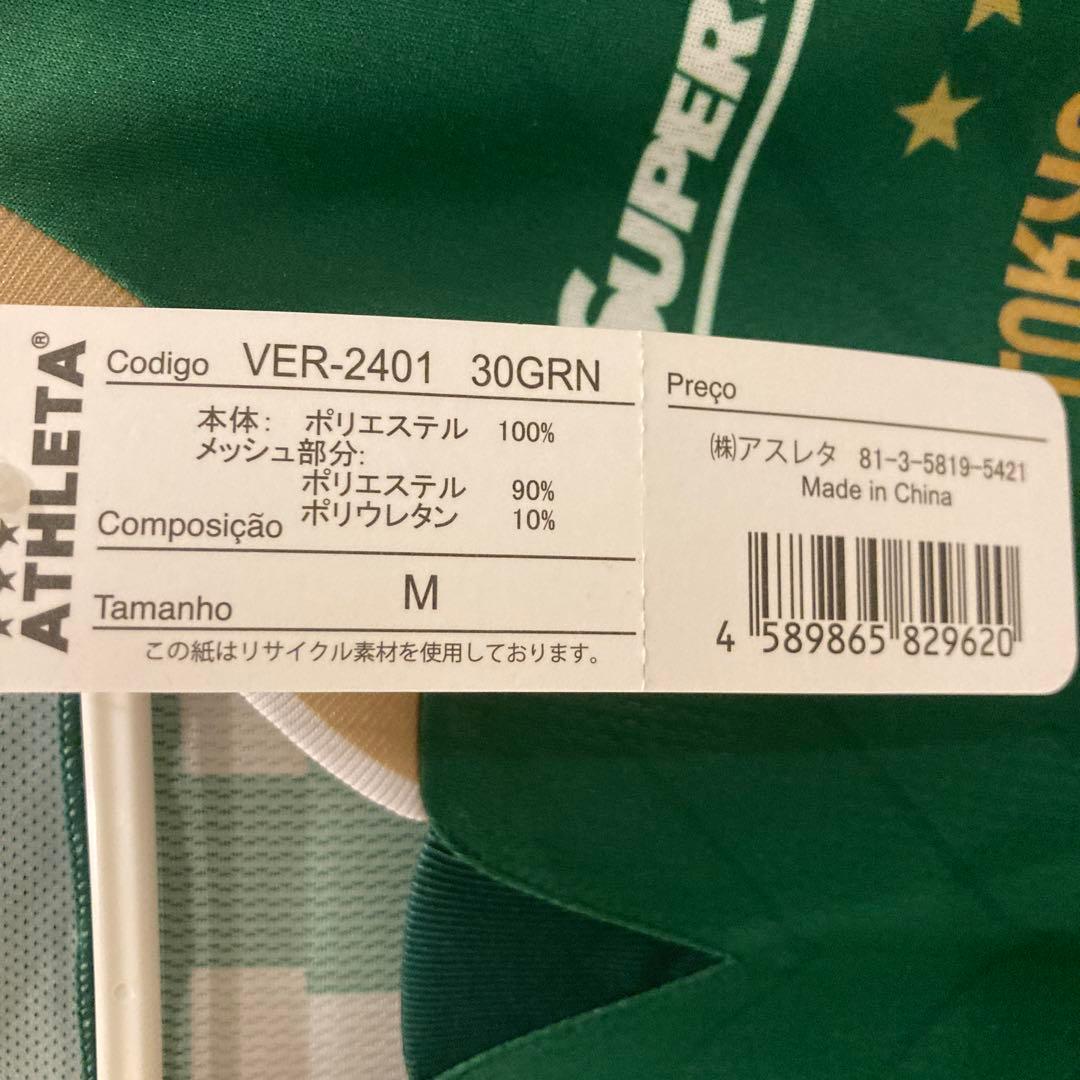 SUPER
TOKYO
ATHLETA®
Codigo VER-2401 30GRN
本体: ポリエステル 100%
メッシュ部分:
ポリエステル 90%
Composição ポリウレタン 10%
Tamanho M
この紙はリサイクル素材を使用しております。
Preço
㈱アスレタ 81-3-5819-5421
Made in China
4 589865 829620